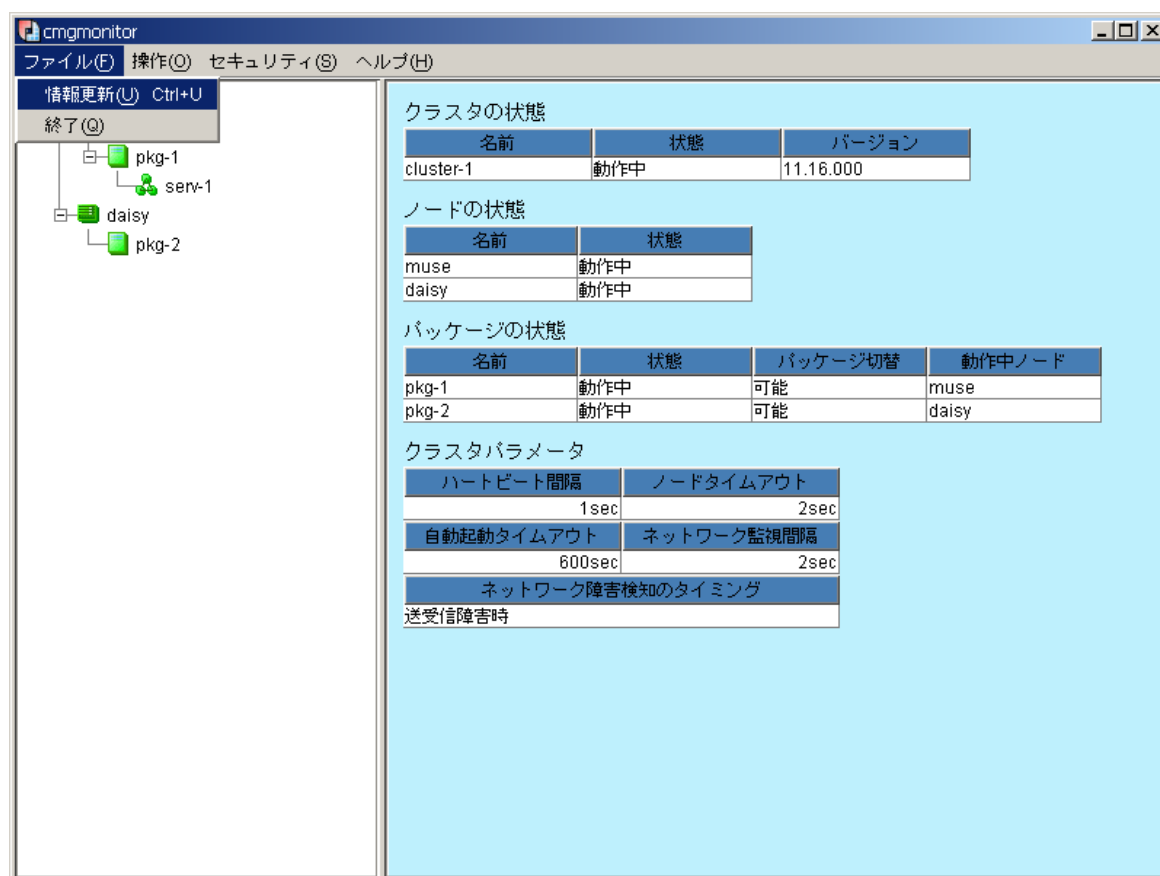 cmgmonitor
ファイル(F) 操作(O) セキュリティ(S) ヘルプ(H)
情報更新(U) Ctrl+U
終了(Q)
pkg-1
serv-1
daisy
pkg-2
クラスタの状態
名前 状態 バージョン
cluster-1 動作中 11.16.000
ノードの状態
名前 状態
muse 動作中
daisy 動作中
パッケージの状態
名前 状態 パッケージ切替 動作中ノード
pkg-1 動作中 可能 muse
pkg-2 動作中 可能 daisy
クラスタパラメータ
ハートビート間隔 ノードタイムアウト
1sec 2sec
自動起動タイムアウト ネットワーク監視間隔
600sec 2sec
ネットワーク障害検知のタイミング
送受信障害時